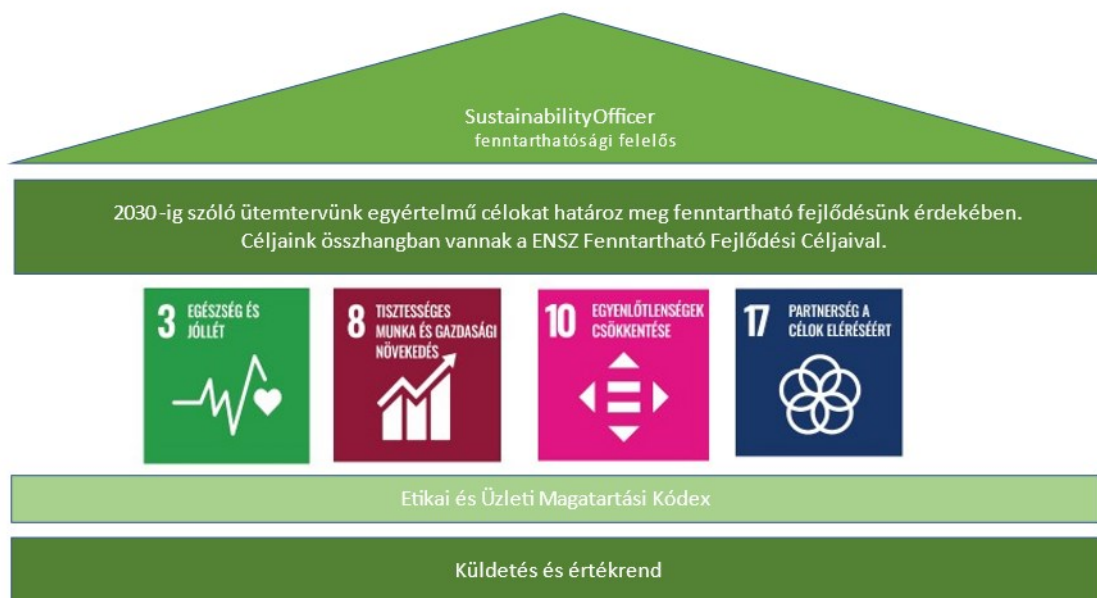 SustainabilityOfficer
fenntarthatósági felelős
2030 -ig szóló ütemtervünk egyértelmű célokat határoz meg fenntartható fejlődésünk érdekében.
Céljaink összhangban vannak a ENSZ Fenntartható Fejlődési Céljaival.
3 EGÉSZSÉG ÉS
JÓLLÉT
8 TISZTESSÉGES
MUNKA ÉS GAZDASÁGI
NÖVEKEDÉS
10 EGYENLŐTLENSÉGEK
CSÖKKENTÉSE
17 PARTNERSÉG A
CÉLOK ELÉRÉSÉÉRT
Etikai és Üzleti Magatartási Kódex
Küldetés és értékrend